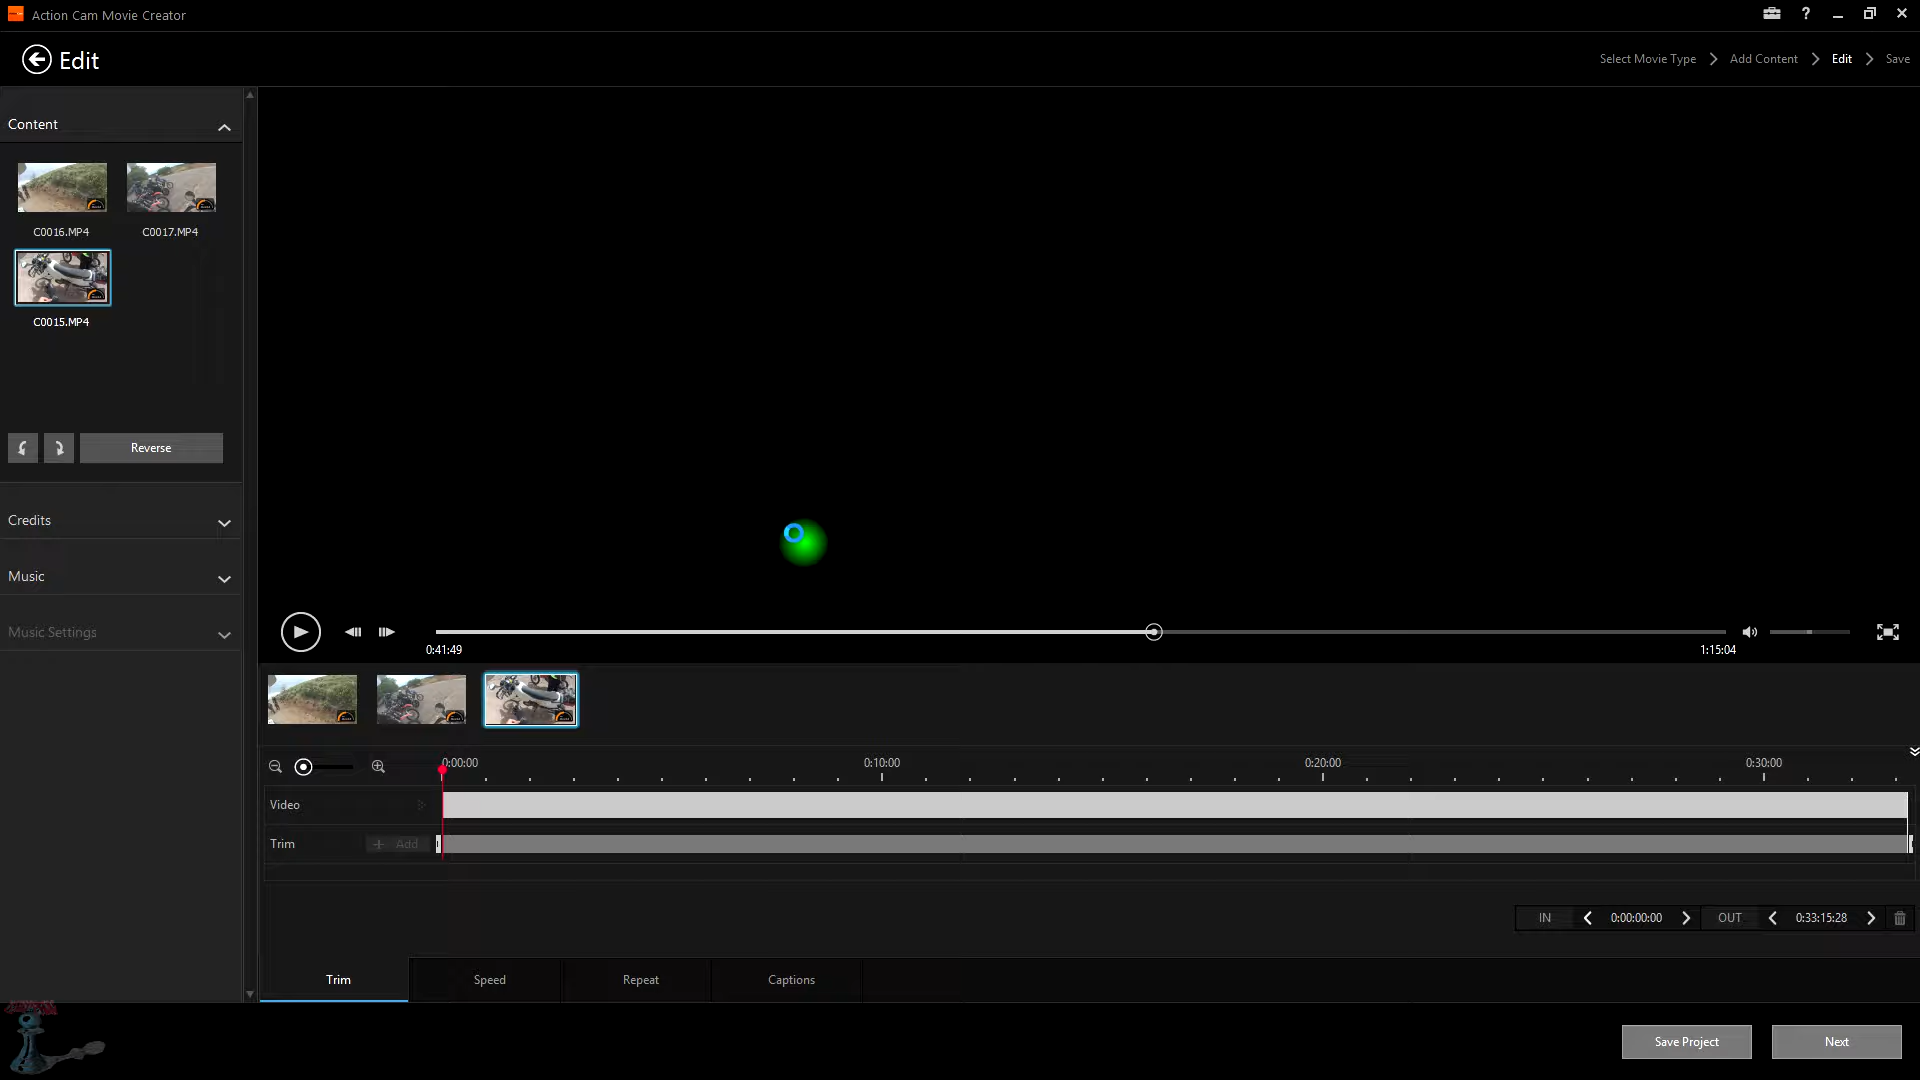 Action Cam Movie Creator
?
Edit
Select Movie Type
Add Content
Edit
Save
Content
C0016.MP4
C0017.MP4
C0015.MP4
Reverse
Credits
Music
Music Settings
0:41:49
1:15:04
0:00:00
0:10:00
0:20:00
0:30:00
Video
Trim
+ Add
IN
0:00:00:00
OUT
0:33:15:28
Trim
Speed
Repeat
Captions
Save Project
Next